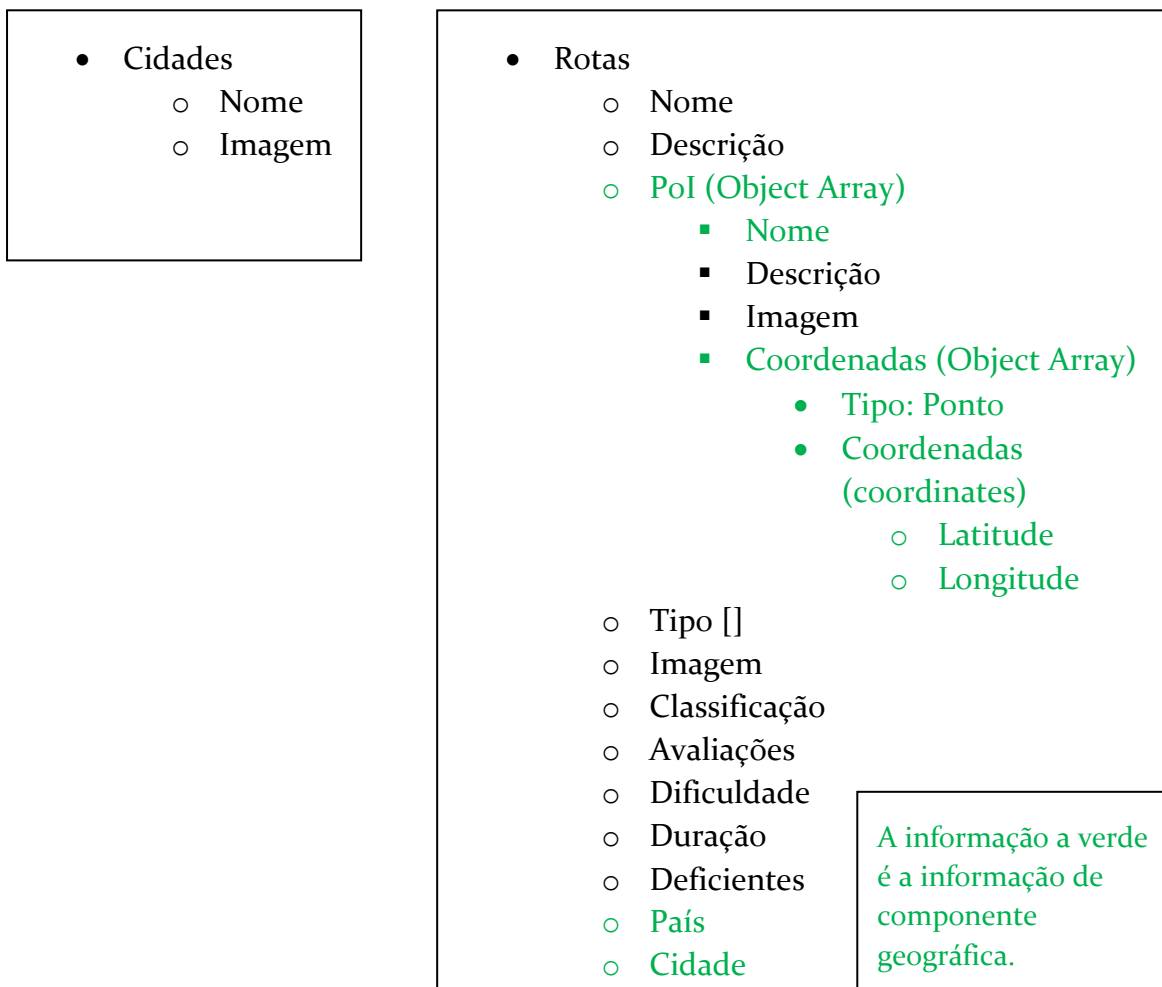 • Cidades
o Nome
o Imagem
• Rotas
o Nome
o Descrição
o PoI (Object Array)
▪ Nome
▪ Descrição
▪ Imagem
▪ Coordenadas (Object Array)
• Tipo: Ponto
• Coordenadas
(coordinates)
o Latitude
o Longitude
o Tipo []
o Imagem
o Classificação
o Avaliações
o Dificuldade
o Duração
o Deficientes
o País
o Cidade
A informação a verde
é a informação de
componente
geográfica.